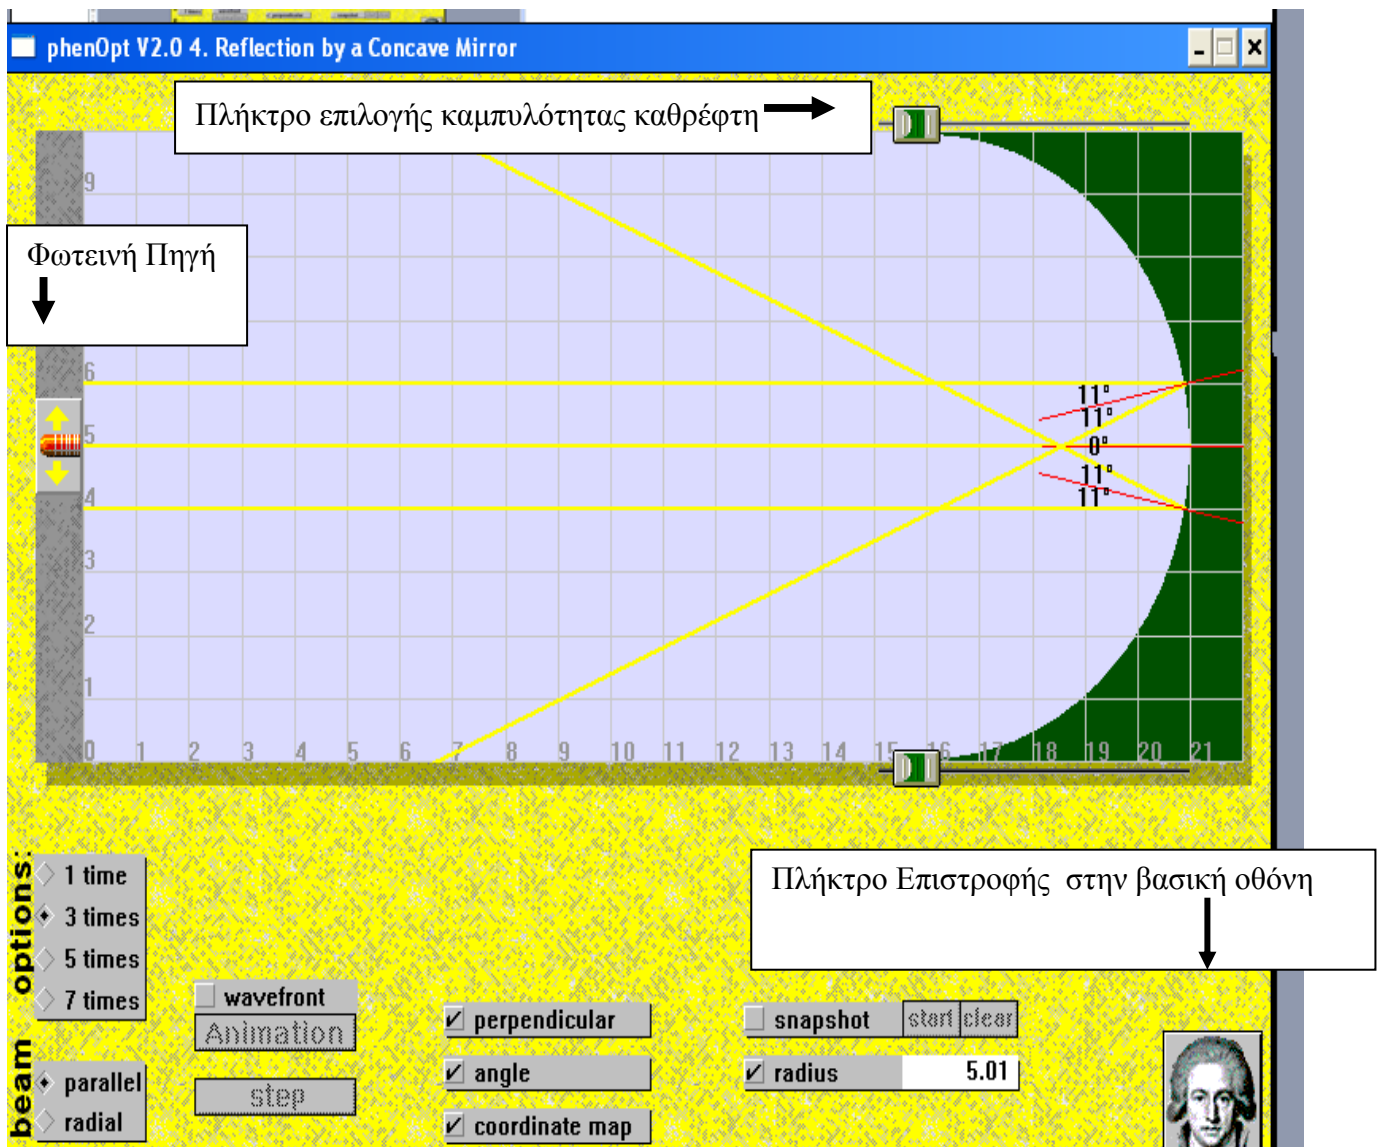 phenOpt V2.0 4. Reflection by a Concave Mirror
Πλήκτρο επιλογής καμπυλότητας καθρέφτη
9
Φωτεινή Πηγή
6
5
4
3
2
1
0 1 2 3 4 5 6 7 8 9 10 11 12 13 14 15 16 17 18 19 20 21
11°
11°
0°
11°
11°
Πλήκτρο Επιστροφής στην βασική οθόνη
beam options:
1 time
3 times
5 times
7 times
parallel
radial
wavefront
Animation
step
perpendicular
angle
coordinate map
snapshot start clear
radius 5.01